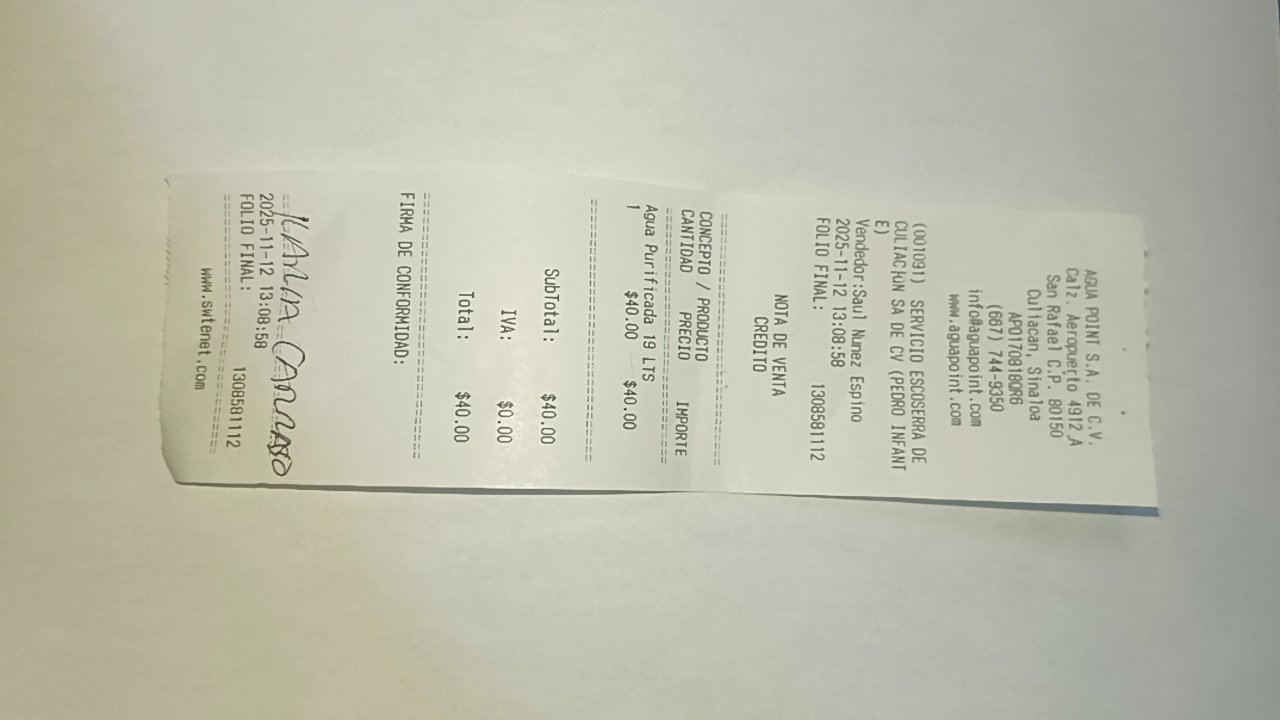 AGUA POINT S.A. DE C.V.
Calz. Aeropuerto 4912 A
San Rafael C.P. 80150
Culiacan, Sinaloa
APO170818QR6
(667) 744-9350
info@aguapoint.com
www.aguapoint.com
(001091) SERVICIO ESCOSERRA DE
CULIACµUN SA DE CV (PEDRO INFANT
E)
Vendedor:Saul Nunez Espino
2025-11-12 13:08:58
FOLIO FINAL: 1308581112
NOTA DE VENTA
CREDITO
CONCEPTO / PRODUCTO
CANTIDAD PRECIO IMPORTE
Agua Purificada 19 LTS
1 $40.00 $40.00
SubTotal: $40.00
IVA: $0.00
Total: $40.00
FIRMA DE CONFORMIDAD:
2025-11-12 13:08:58
FOLIO FINAL: 1308581112
www.swtenet.com